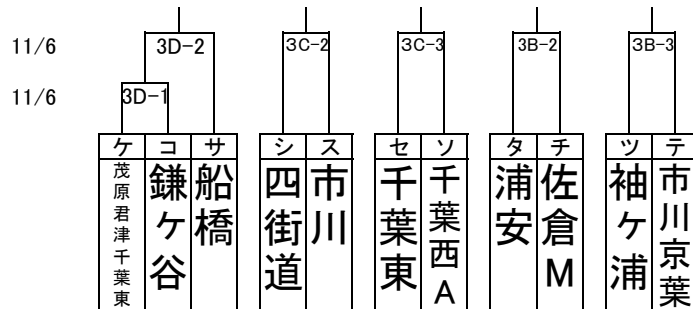 11/6 3D-2 3C-2 3C-3 3B-2 3B-3
11/6 3D-1
ケ コ サ シ ス セ ソ タ チ ツ テ
茂原君津千葉東
鎌ケ谷
船橋
四街道
市川
千葉東
千葉西A
浦安
佐倉M
袖ケ浦
市川京葉